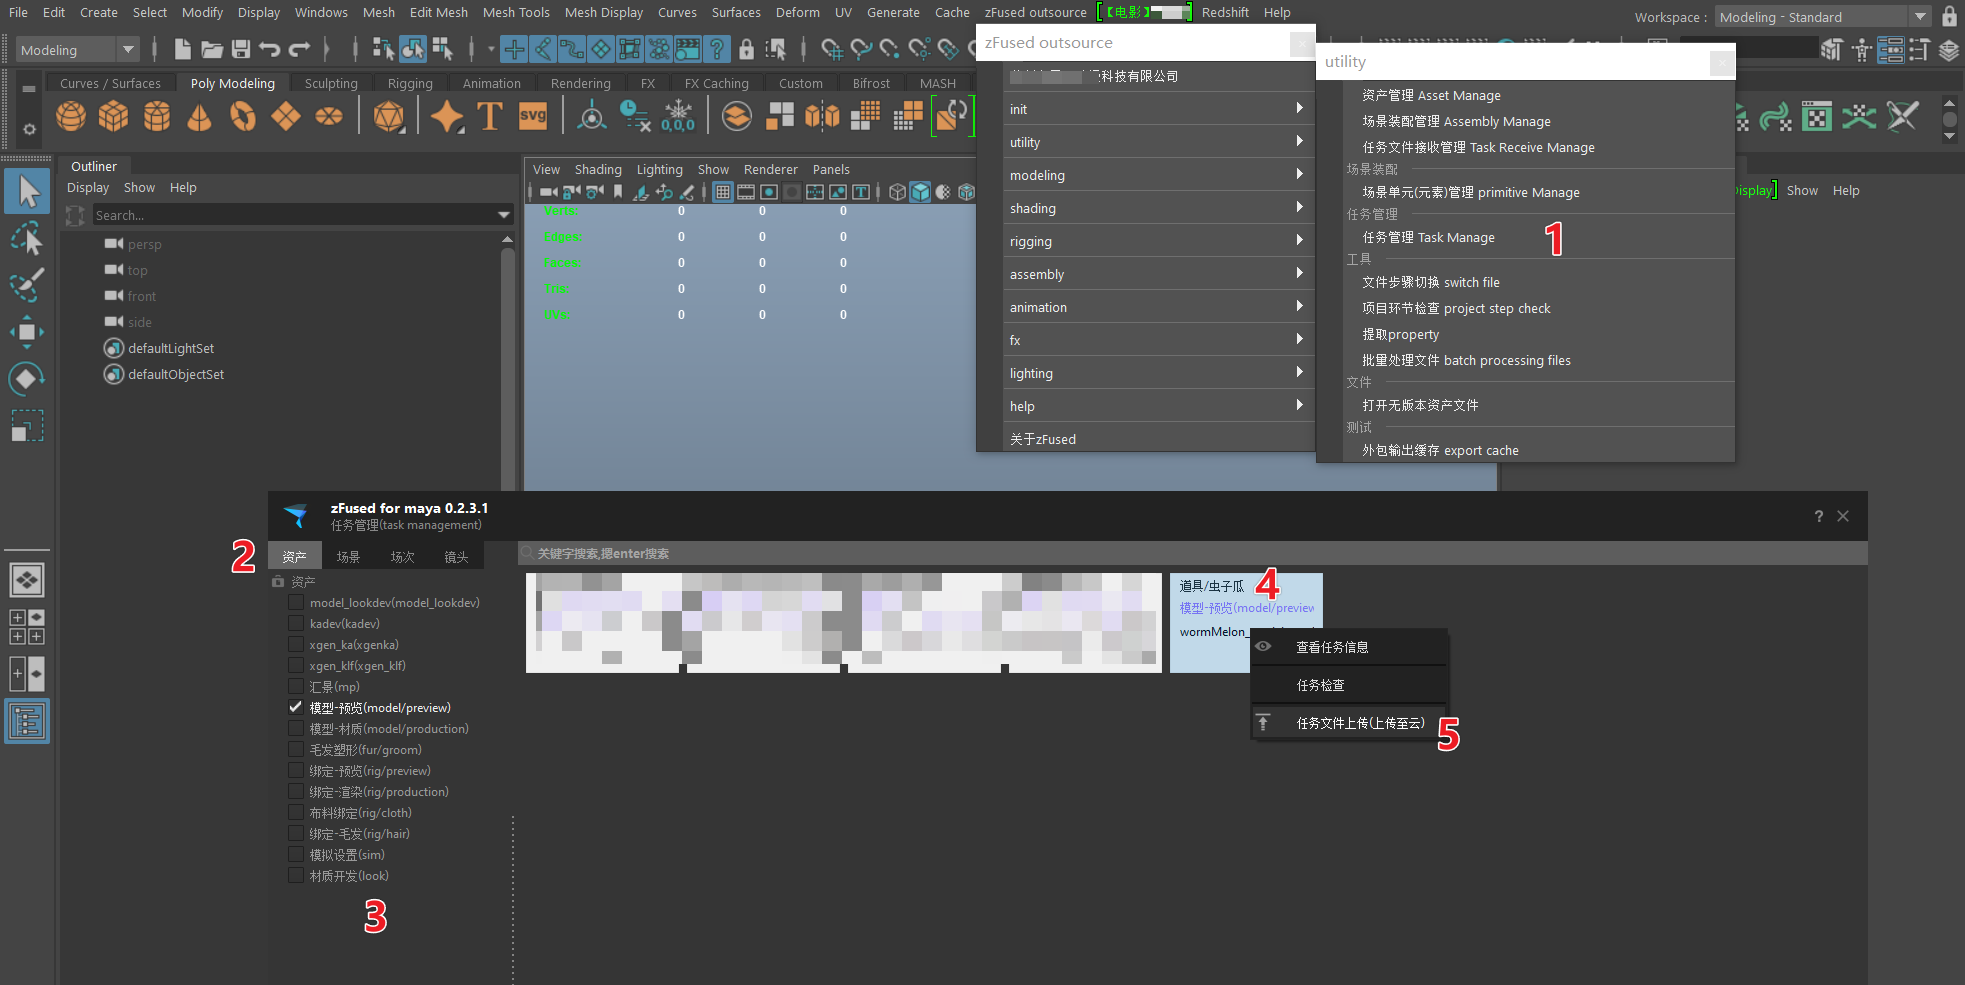 File Edit Create Select Modify Display Windows Mesh Edit Mesh Mesh Tools Mesh Display Curves Surfaces Deform UV Generate Cache zFused outsource 【电影】 Redshift Help
Workspace : Modeling - Standard
Modeling
Curves / Surfaces Poly Modeling Sculpting Rigging Animation Rendering FX FX Caching Custom Bifrost MASH
T svg 0,0,0
Outliner
Display Show Help
Search...
persp
top
front
side
defaultLightSet
defaultObjectSet
View Shading Lighting Show Renderer Panels
Verts: 0 0 0
Edges: 0 0 0
Faces: 0 0 0
Tris: 0 0 0
UVs: 0 0 0
zFused outsource
科技有限公司
init
utility
modeling
shading
rigging
assembly
animation
fx
lighting
help
关于zFused
utility
资产管理 Asset Manage
场景装配管理 Assembly Manage
任务文件接收管理 Task Receive Manage
场景装配
场景单元(元素)管理 primitive Manage
任务管理
任务管理 Task Manage
1
工具
文件步骤切换 switch file
项目环节检查 project step check
提取property
批量处理文件 batch processing files
文件
打开无版本资产文件
测试
外包输出缓存 export cache
isplay Show Help
zFused for maya 0.2.3.1
任务管理(task management)
? ×
2
资产 场景 场次 镜头
关键字搜索,摁enter搜索
资产
model_lookdev(model_lookdev)
kadev(kadev)
xgen_ka(xgenka)
xgen_klf(xgen_klf)
汇景(mp)
模型-预览(model/preview)
模型-材质(model/production)
毛发塑形(fur/groom)
绑定-预览(rig/preview)
绑定-渲染(rig/production)
布料绑定(rig/cloth)
绑定-毛发(rig/hair)
模拟设置(sim)
材质开发(look)
3
道具/虫子瓜
4
模型-预览(model/preview
wormMelon_
查看任务信息
任务检查
任务文件上传(上传至云)
5